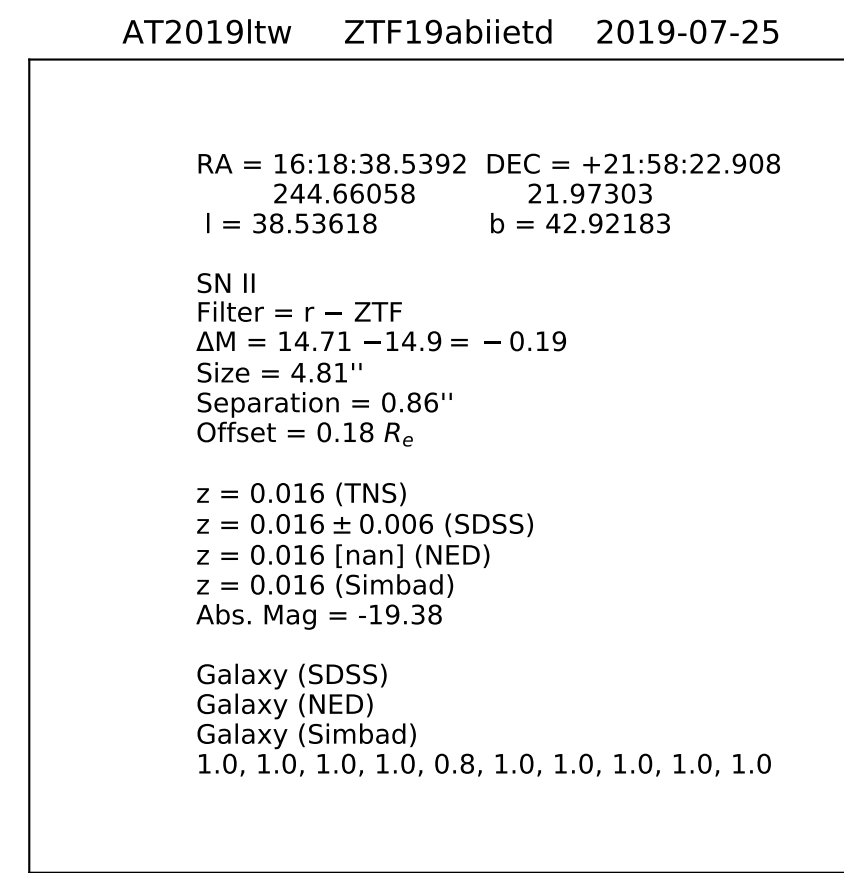 AT2019ltw ZTF19abiietd 2019-07-25
RA = 16:18:38.5392 DEC = +21:58:22.908
244.66058 21.97303
l = 38.53618 b = 42.92183
SN II
Filter = r − ZTF
ΔM = 14.71 −14.9 = − 0.19
Size = 4.81''
Separation = 0.86''
Offset = 0.18 Re
z = 0.016 (TNS)
z = 0.016 ± 0.006 (SDSS)
z = 0.016 [nan] (NED)
z = 0.016 (Simbad)
Abs. Mag = -19.38
Galaxy (SDSS)
Galaxy (NED)
Galaxy (Simbad)
1.0, 1.0, 1.0, 1.0, 0.8, 1.0, 1.0, 1.0, 1.0, 1.0